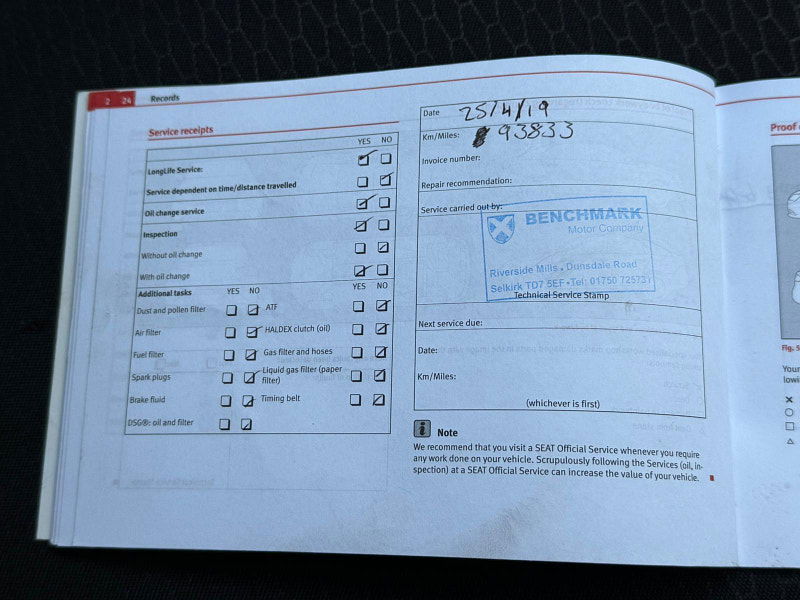 2 24 Records
Service receipts
YES NO
LongLife Service:
Service dependent on time/distance travelled
Oil change service
Inspection
Without oil change
With oil change
Additional tasks YES NO YES NO
Dust and pollen filter ATF
Air filter HALDEX clutch (oil)
Fuel filter Gas filter and hoses
Spark plugs Liquid gas filter (paper
filter)
Brake fluid Timing belt
DSG®: oil and filter
Date 25/4/19
Km/Miles: 93833
Invoice number:
Repair recommendation:
Service carried out by:
BENCHMARK
Motor Company
Riverside Mills • Dunsdale Road
Selkirk TD7 5EF • Tel: 01750 725731
Technical Service Stamp
Next service due:
Date:
Km/Miles:
(whichever is first)
i Note
We recommend that you visit a SEAT Official Service whenever you require
any work done on your vehicle. Scrupulously following the Services (oil, in-
spection) at a SEAT Official Service can increase the value of your vehicle.
Proof
Fig. 5
Your
lowi